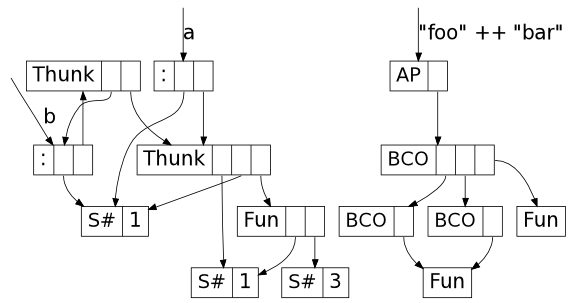 a
"foo" ++ "bar"
Thunk
:
AP
b
:
Thunk
BCO
S# 1
Fun
BCO
BCO
Fun
S# 1
S# 3
Fun